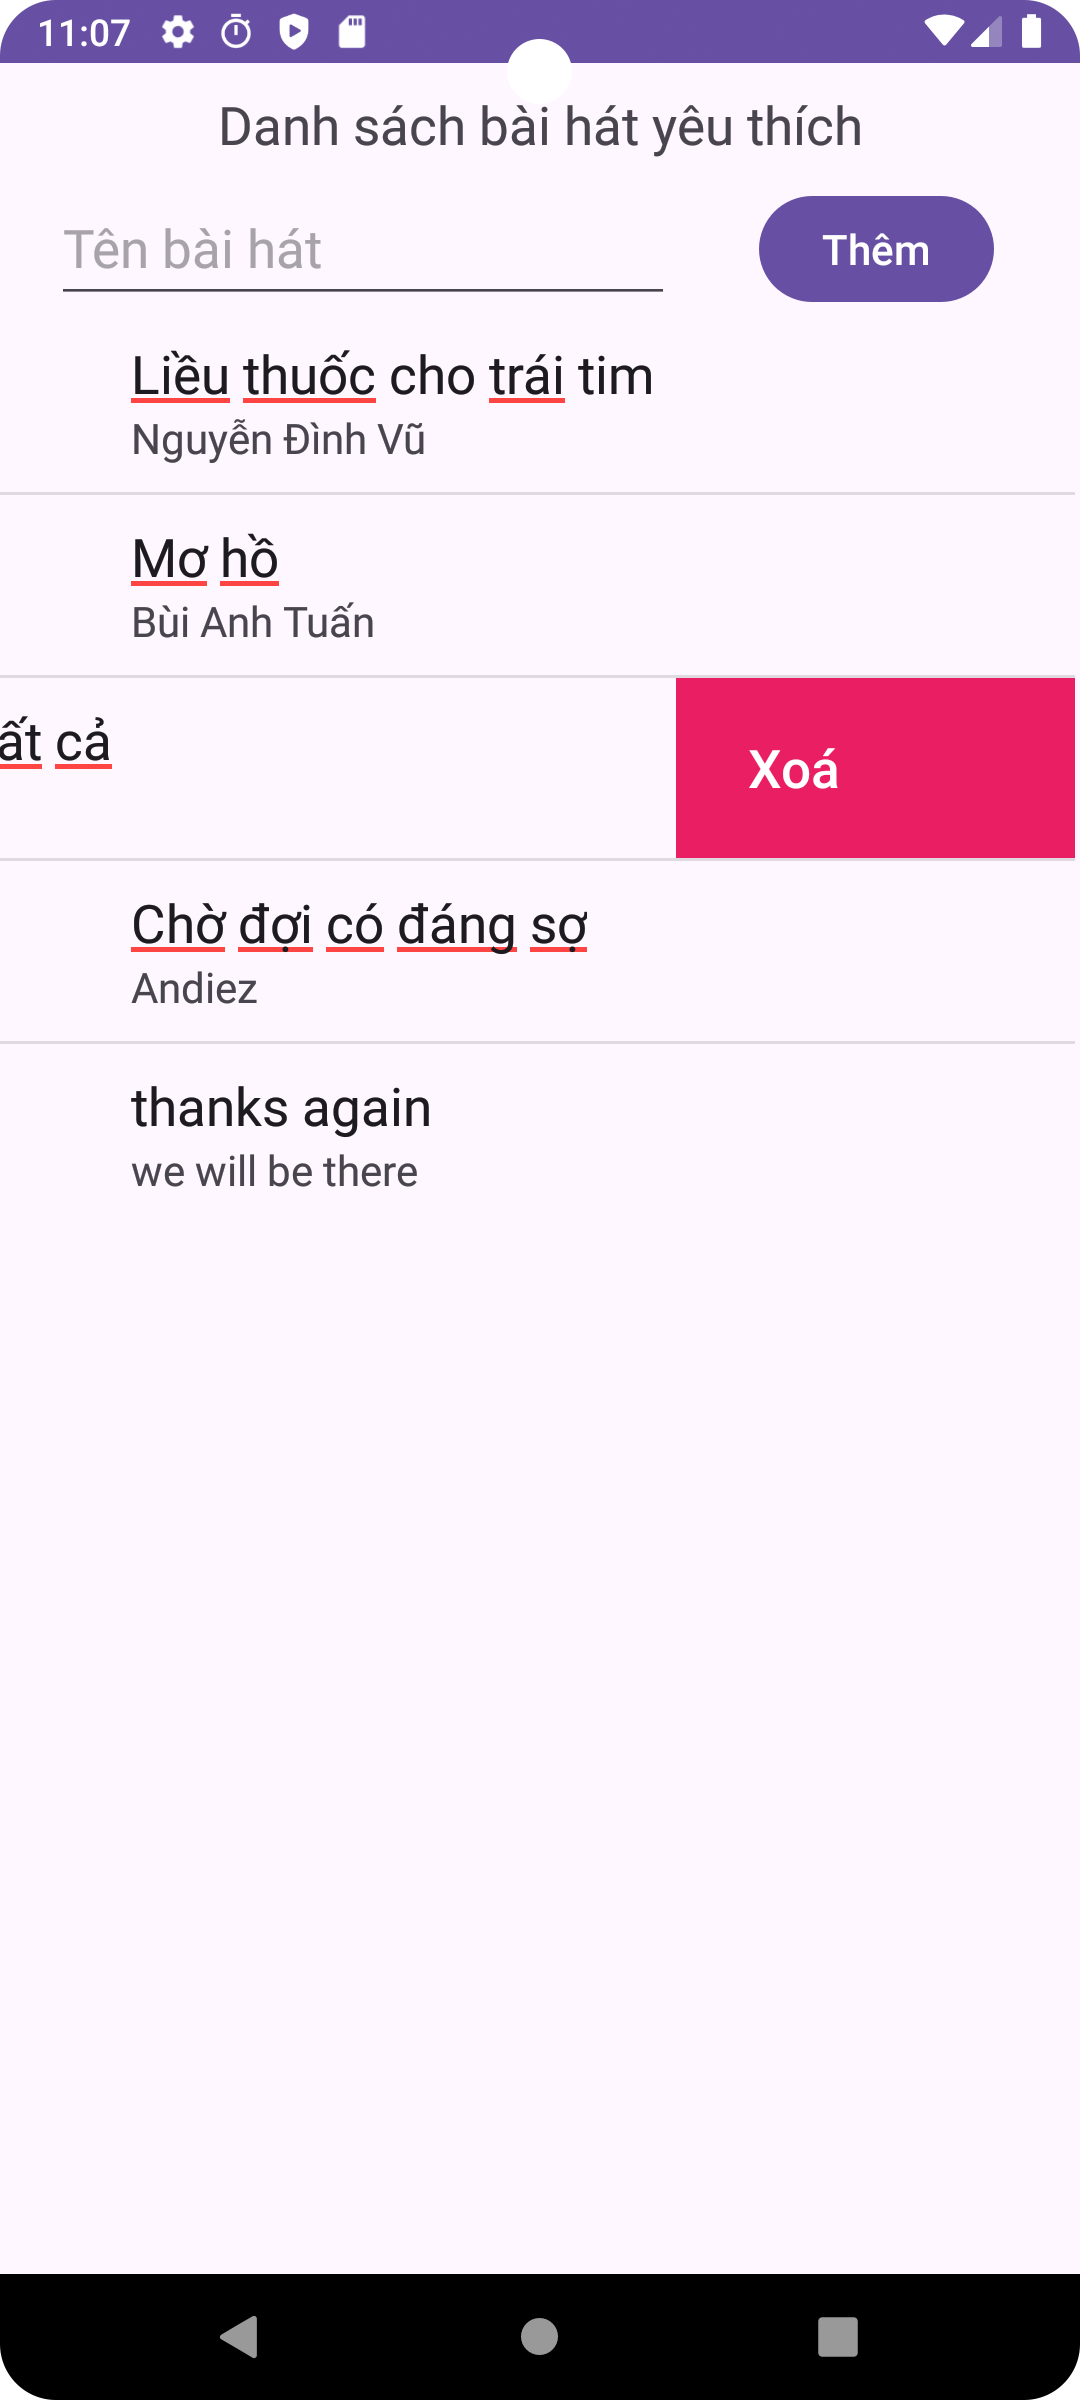 11:07
Danh sách bài hát yêu thích
Tên bài hát
Thêm
Liều thuốc cho trái tim
Nguyễn Đình Vũ
Mơ hồ
Bùi Anh Tuấn
ất cả
Xoá
Chờ đợi có đáng sợ
Andiez
thanks again
we will be there